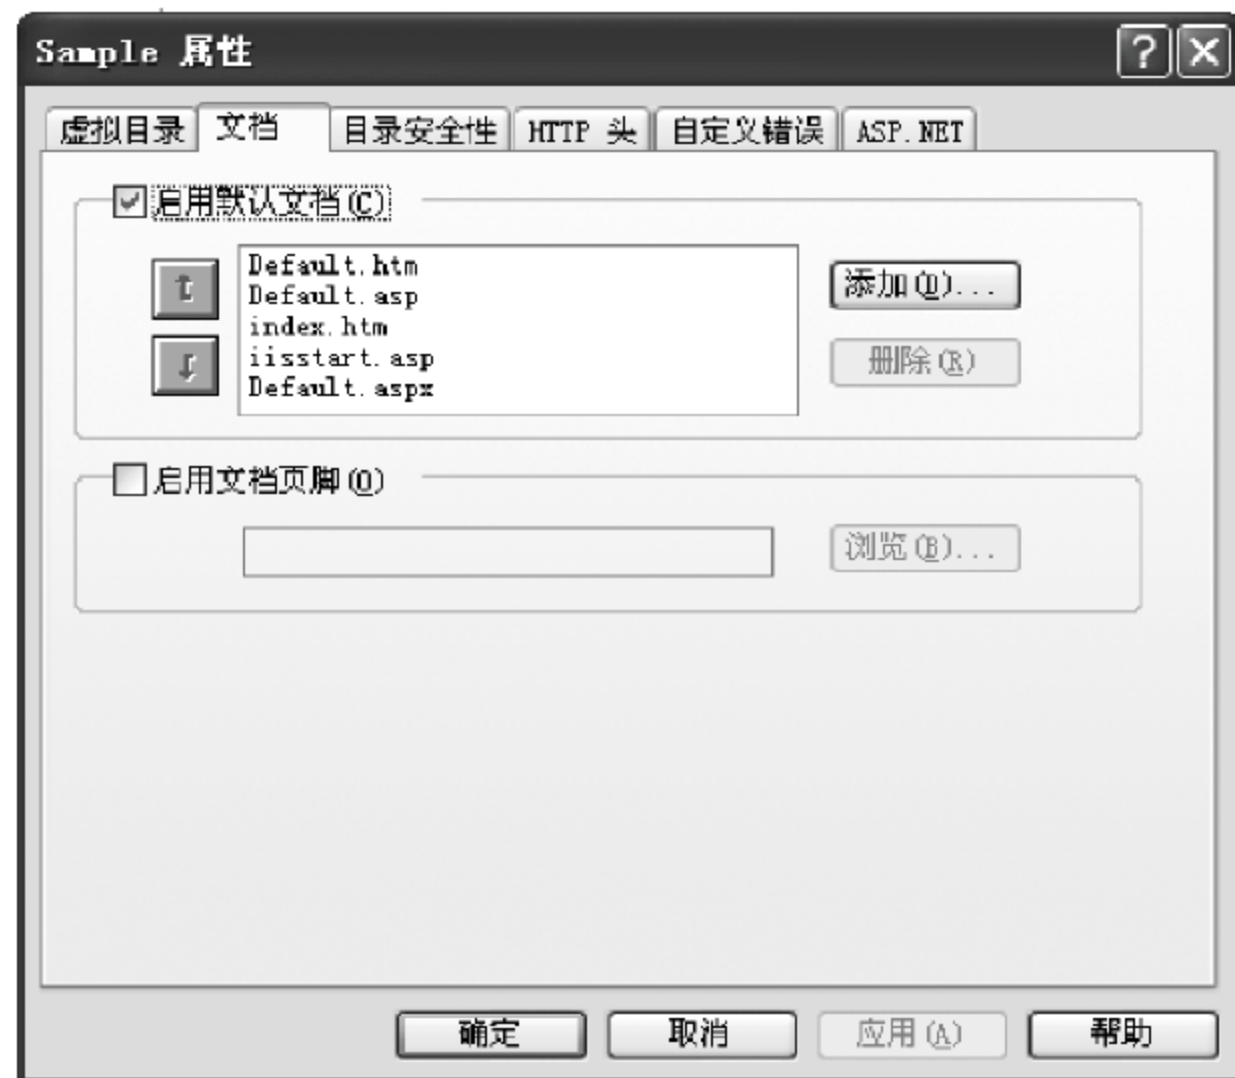 Sample 属性
虚拟目录 文档 目录安全性 HTTP 头 自定义错误 ASP.NET
启用默认文档(C)
Default.htm
Default.asp
index.htm
iisstart.asp
Default.aspx
添加(D)...
删除(R)
启用文档页脚(O)
浏览(B)...
确定 取消 应用(A) 帮助